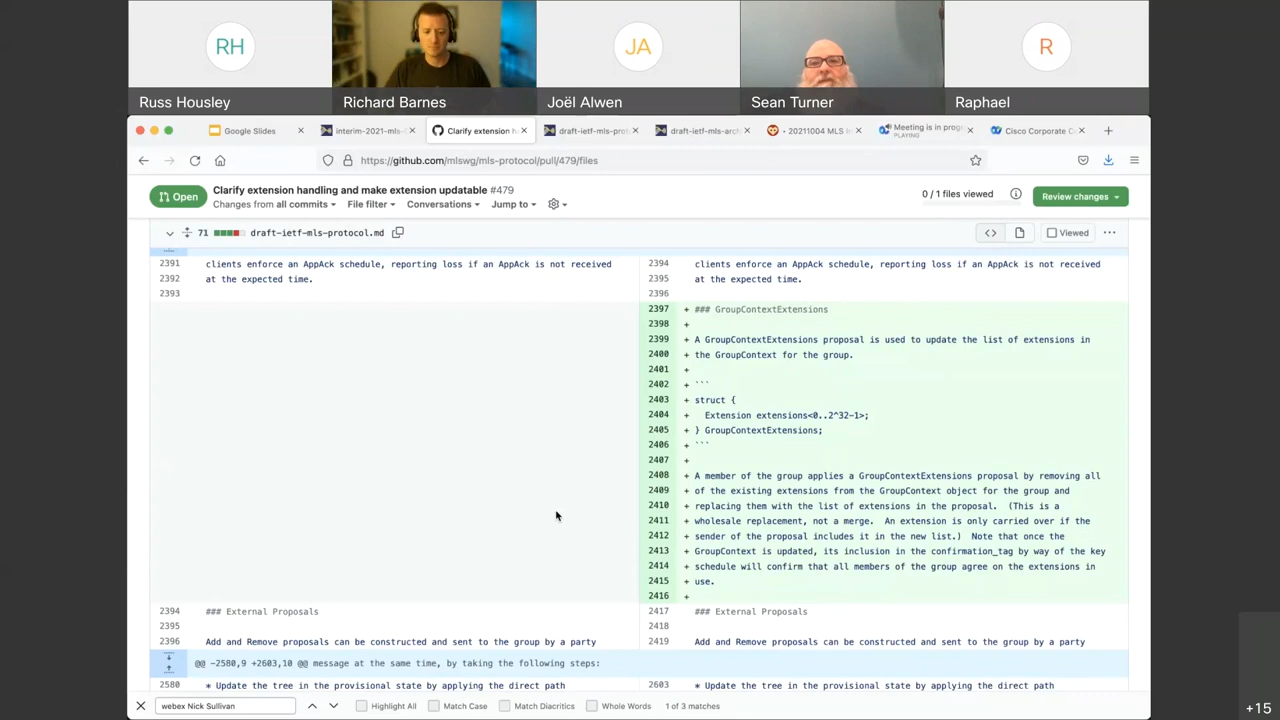 RH
JA
R
Russ Housley
Richard Barnes
Joël Alwen
Sean Turner
Raphael
Google Slides
interim-2021-mls-
Clarify extension h
draft-ietf-mls-prot
draft-ietf-mls-arch
20211004 MLS In
Meeting is in prog
PLAYING
Cisco Corporate C
https://github.com/mlswg/mls-protocol/pull/479/files
Open
Clarify extension handling and make extension updatable #479
Changes from all commits
File filter
Conversations
Jump to
0 / 1 files viewed
Review changes
71
draft-ietf-mls-protocol.md
Viewed
2391 clients enforce an AppAck schedule, reporting loss if an AppAck is not received
2392 at the expected time.
2393
2394 clients enforce an AppAck schedule, reporting loss if an AppAck is not received
2395 at the expected time.
2396
2397 + ### GroupContextExtensions
2398 +
2399 + A GroupContextExtensions proposal is used to update the list of extensions in
2400 + the GroupContext for the group.
2401 +
2402 + ```
2403 + struct {
2404 + Extension extensions<0..2^32-1>;
2405 + } GroupContextExtensions;
2406 + ```
2407 +
2408 + A member of the group applies a GroupContextExtensions proposal by removing all
2409 + of the existing extensions from the GroupContext object for the group and
2410 + replacing them with the list of extensions in the proposal. (This is a
2411 + wholesale replacement, not a merge. An extension is only carried over if the
2412 + sender of the proposal includes it in the new list.) Note that once the
2413 + GroupContext is updated, its inclusion in the confirmation_tag by way of the key
2414 + schedule will confirm that all members of the group agree on the extensions in
2415 + use.
2416 +
2394 ### External Proposals
2395
2396 Add and Remove proposals can be constructed and sent to the group by a party
2417 ### External Proposals
2418
2419 Add and Remove proposals can be constructed and sent to the group by a party
@@ -2580,9 +2603,10 @@ message at the same time, by taking the following steps:
2580 * Update the tree in the provisional state by applying the direct path
2603 * Update the tree in the provisional state by applying the direct path
webex Nick Sullivan
Highlight All
Match Case
Match Diacritics
Whole Words
1 of 3 matches
+15